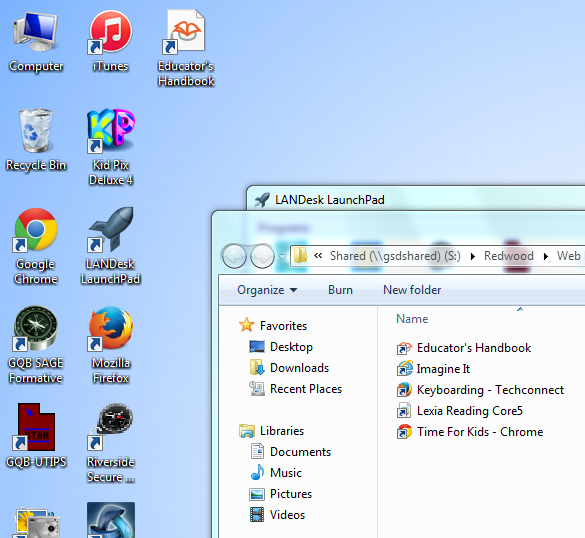 Computer
iTunes
Educator's
Handbook
Recycle Bin
KP
Kid Pix
Deluxe 4
Google
Chrome
LANDesk
LaunchPad
GQB SAGE
Formative
Mozilla
Firefox
UTAH
GQB-UTIPS
Riverside
Secure ...
LANDesk LaunchPad
Programs
« Shared (\\gsdshared) (S:) ▸ Redwood ▸ Web
Organize ▼ Burn New folder
Favorites
Desktop
Downloads
Recent Places
Libraries
Documents
Music
Pictures
Videos
Name
Educator's Handbook
Imagine It
Keyboarding - Techconnect
Lexia Reading Core5
Time For Kids - Chrome